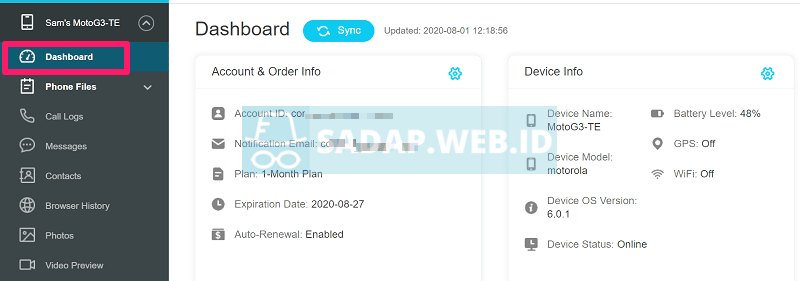 Sam's MotoG3-TE
Dashboard
Phone Files
Call Logs
Messages
Contacts
Browser History
Photos
Video Preview
Dashboard
Sync
Updated: 2020-08-01 12:18:56
Account & Order Info
Account ID: cor
Notification Email:
Plan: 1-Month Plan
Expiration Date: 2020-08-27
Auto-Renewal: Enabled
Device Info
Device Name:
MotoG3-TE
Device Model:
motorola
Device OS Version:
6.0.1
Device Status: Online
Battery Level: 48%
GPS: Off
WiFi: Off
SADAP.WEB.ID